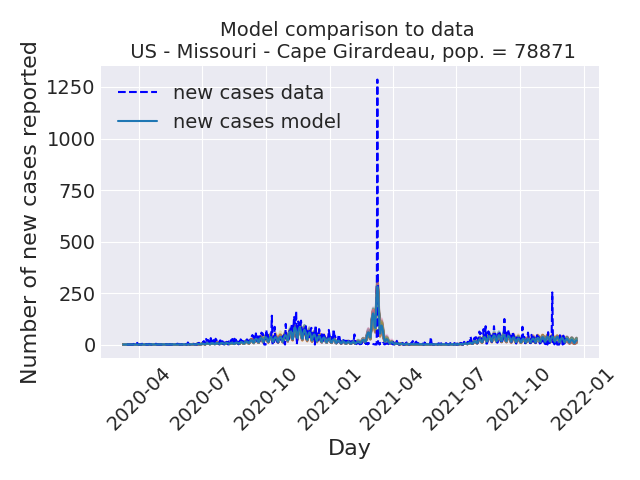 Model comparison to data
US - Missouri - Cape Girardeau, pop. = 78871
new cases data
new cases model
Number of new cases reported
1250
1000
750
500
250
0
2020-04
2020-07
2020-10
2021-01
2021-04
2021-07
2021-10
2022-01
Day